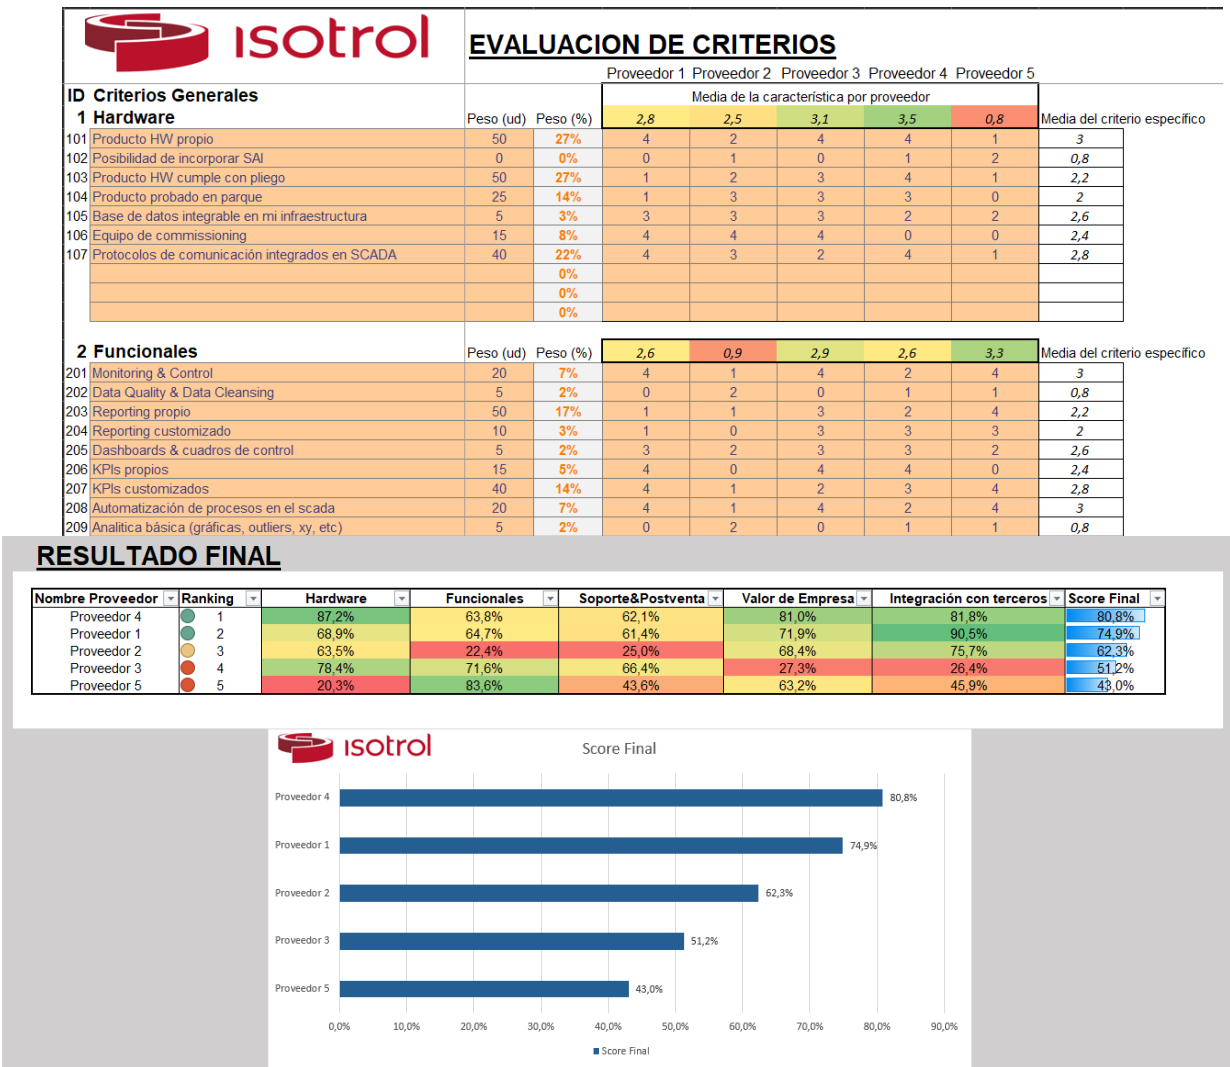 isotrol
EVALUACION DE CRITERIOS
Proveedor 1 Proveedor 2 Proveedor 3 Proveedor 4 Proveedor 5
ID Criterios Generales Media de la característica por proveedor
1 Hardware Peso (ud) Peso (%) 2,8 2,5 3,1 3,5 0,8 Media del criterio específico
101 Producto HW propio 50 27% 4 2 4 4 1 3
102 Posibilidad de incorporar SAI 0 0% 0 1 0 1 2 0,8
103 Producto HW cumple con pliego 50 27% 1 2 3 4 1 2,2
104 Producto probado en parque 25 14% 1 3 3 3 0 2
105 Base de datos integrable en mi infraestructura 5 3% 3 3 3 2 2 2,6
106 Equipo de commissioning 15 8% 4 4 4 0 0 2,4
107 Protocolos de comunicación integrados en SCADA 40 22% 4 3 2 4 1 2,8
0%
0%
0%
2 Funcionales Peso (ud) Peso (%) 2,6 0,9 2,9 2,6 3,3 Media del criterio específico
201 Monitoring & Control 20 7% 4 1 4 2 4 3
202 Data Quality & Data Cleansing 5 2% 0 2 0 1 1 0,8
203 Reporting propio 50 17% 1 1 3 2 4 2,2
204 Reporting customizado 10 3% 1 0 3 3 3 2
205 Dashboards & cuadros de control 5 2% 3 2 3 3 2 2,6
206 KPIs propios 15 5% 4 0 4 4 0 2,4
207 KPIs customizados 40 14% 4 1 2 3 4 2,8
208 Automatización de procesos en el scada 20 7% 4 1 4 2 4 3
209 Analitica básica (gráficas, outliers, xy, etc) 5 2% 0 2 0 1 1 0,8
RESULTADO FINAL
Nombre Proveedor Ranking Hardware Funcionales Soporte&Postventa Valor de Empresa Integración con terceros Score Final
Proveedor 4 1 87,2% 63,8% 62,1% 81,0% 81,8% 80,8%
Proveedor 1 2 68,9% 64,7% 61,4% 71,9% 90,5% 74,9%
Proveedor 2 3 63,5% 22,4% 25,0% 68,4% 75,7% 62,3%
Proveedor 3 4 78,4% 71,6% 66,4% 27,3% 26,4% 51,2%
Proveedor 5 5 20,3% 83,6% 43,6% 63,2% 45,9% 43,0%
isotrol
Score Final
Proveedor 4 80,8%
Proveedor 1 74,9%
Proveedor 2 62,3%
Proveedor 3 51,2%
Proveedor 5 43,0%
0,0% 10,0% 20,0% 30,0% 40,0% 50,0% 60,0% 70,0% 80,0% 90,0%
Score Final